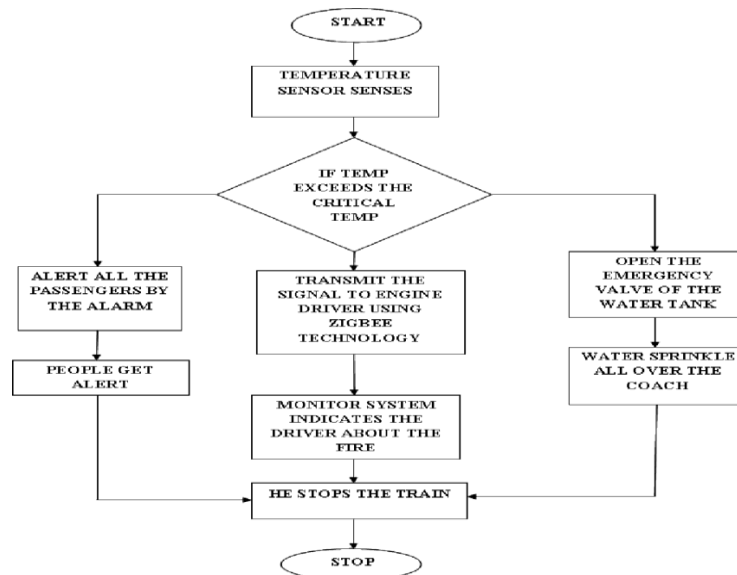 START
TEMPERATURE
SENSOR SENSES
IF TEMP
EXCEEDS THE
CRITICAL
TEMP
ALERT ALL THE
PASSENGERS BY
THE ALARM
PEOPLE GET
ALERT
TRANSMIT THE
SIGNAL TO ENGINE
DRIVER USING
ZIGBEE
TECHNOLOGY
MONITOR SYSTEM
INDICATES THE
DRIVER ABOUT THE
FIRE
OPEN THE
EMERGENCY
VALVE OF THE
WATER TANK
WATER SPRINKLE
ALL OVER THE
COACH
HE STOPS THE TRAIN
STOP